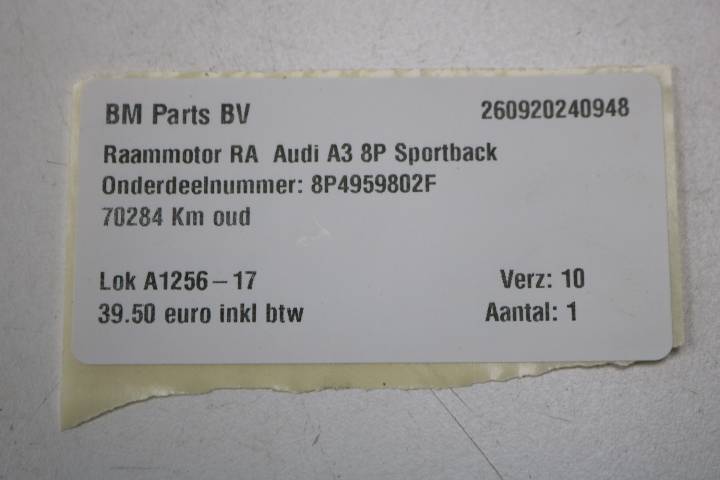 BM Parts BV 260920240948
Raammotor RA Audi A3 8P Sportback
Onderdeelnummer: 8P4959802F
70284 Km oud
Lok A1256-17 Verz: 10
39.50 euro inkl btw Aantal: 1